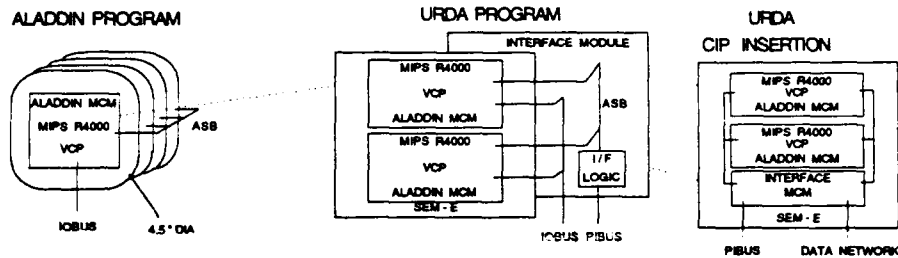 ALADDIN PROGRAM
ALADDIN MCM
MIPS R4000
VCP
ASB
IOBUS
4.5" DIA
URDA PROGRAM
INTERFACE MODULE
MIPS R4000
VCP
ALADDIN MCM
MIPS R4000
VCP
ALADDIN MCM
SEM - E
ASB
I/F
LOGIC
IOBUS PIBUS
URDA
CIP INSERTION
MIPS R4000
VCP
ALADDIN MCM
MIPS R4000
VCP
ALADDIN MCM
INTERFACE
MCM
SEM - E
PIBUS
DATA NETWORK